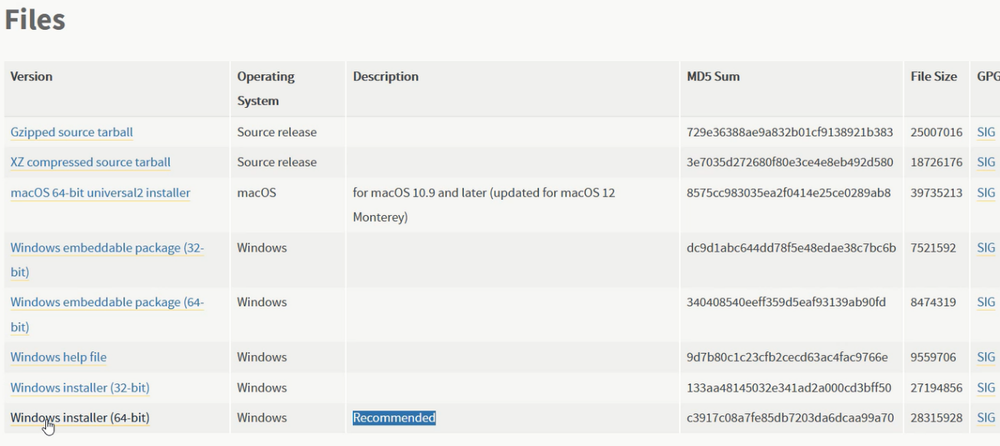 Files
Version Operating System Description MD5 Sum File Size GPG
Gzipped source tarball Source release 729e36388ae9a832b01cf9138921b383 25007016 SIG
XZ compressed source tarball Source release 3e7035d272680f80e3ce4e8eb492d580 18726176 SIG
macOS 64-bit universal2 installer macOS for macOS 10.9 and later (updated for macOS 12 8575cc983035ea2f0414e25ce0289ab8 39735213 SIG
Monterey)
Windows embeddable package (32- Windows dc9d1abc644dd78f5e48edae38c7bc6b 7521592 SIG
bit)
Windows embeddable package (64- Windows 340408540eeff359d5eaf93139ab90fd 8474319 SIG
bit)
Windows help file Windows 9d7b80c1c23cfb2cecd63ac4fac9766e 9559706 SIG
Windows installer (32-bit) Windows 133aa48145032e341ad2a000cd3bff50 27194856 SIG
Windows installer (64-bit) Windows Recommended c3917c08a7fe85db7203da6dcaa99a70 28315928 SIG